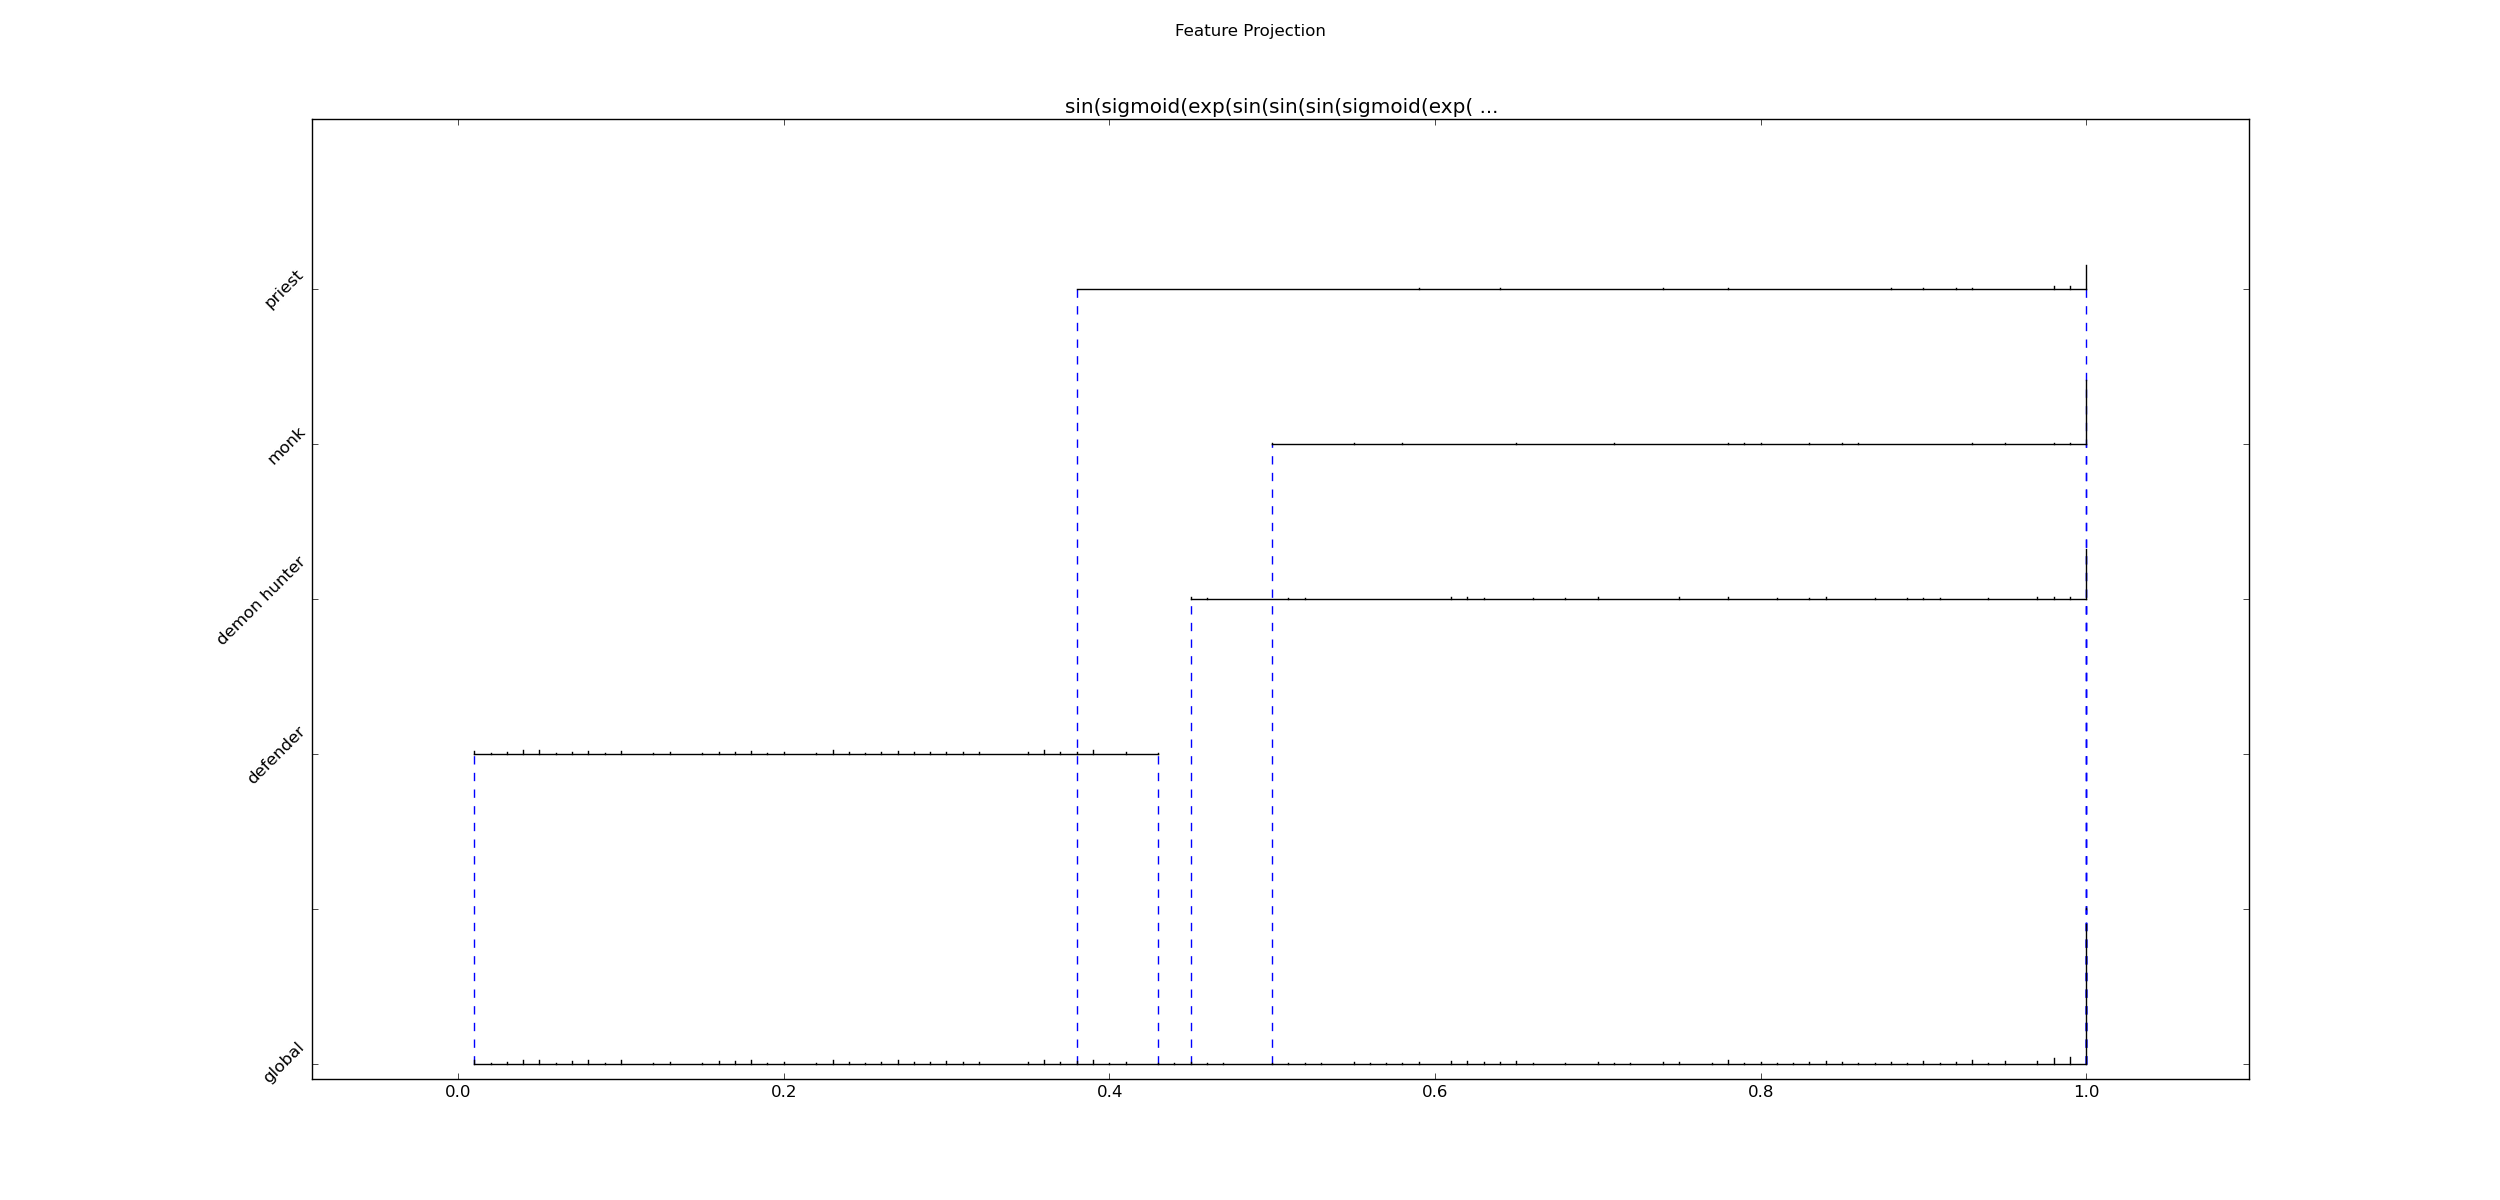 Feature Projection
sin(sigmoid(exp(sin(sin(sin(sigmoid(exp( ...
priest
monk
demon hunter
defender
global
0.0 0.2 0.4 0.6 0.8 1.0